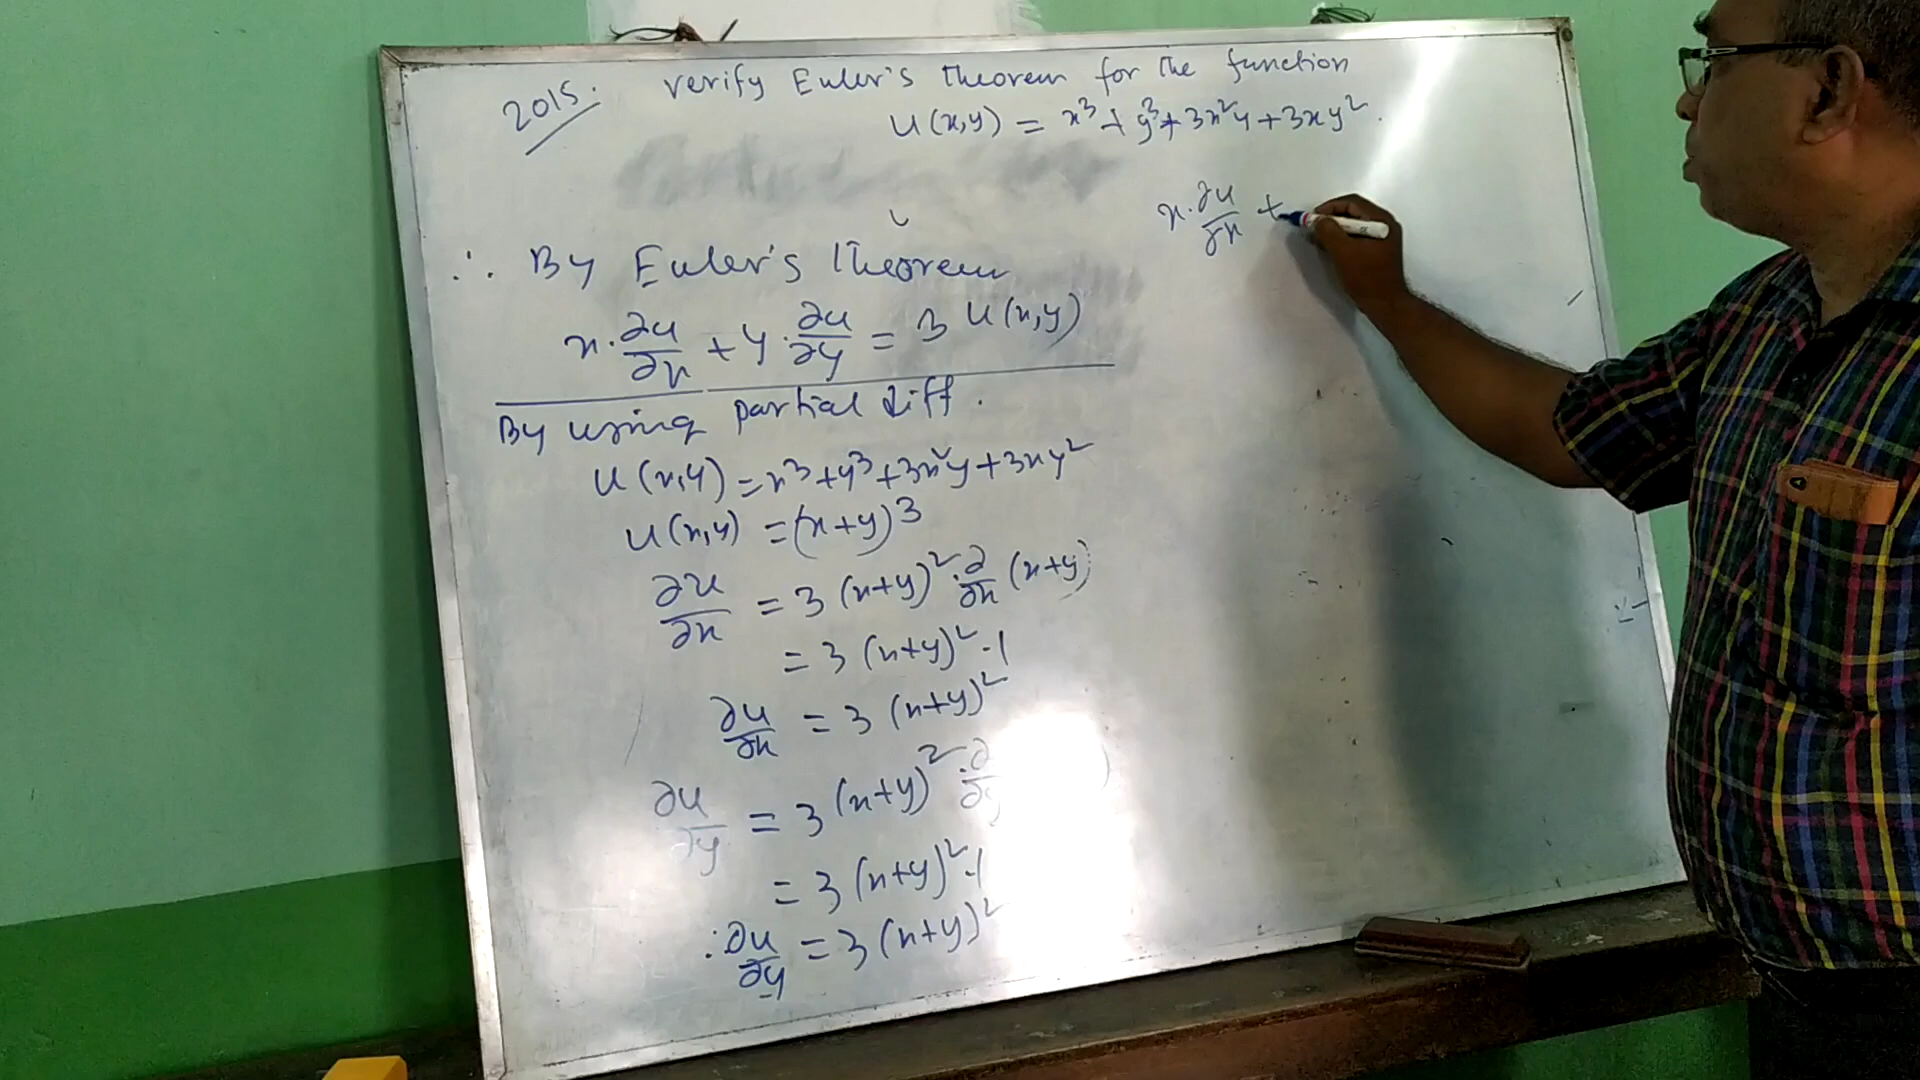 2015. Verify Euler's Theorem for the function
u(x,y) = x³ + y³ + 3x²y + 3xy².
∴ By Euler's Theorem
x·∂u/∂x + y·∂u/∂y = 3 u(x,y)
By using partial diff.
u(x,y) = x³ + y³ + 3x²y + 3xy²
u(x,y) = (x+y)³
∂u/∂x = 3(x+y)²·∂/∂x (x+y)
= 3(x+y)²·1
∂u/∂x = 3(x+y)²
∂u/∂y = 3(x+y)²·∂
= 3(x+y)²·1
∴ ∂u/∂y = 3(x+y)²
x·∂u/∂x +